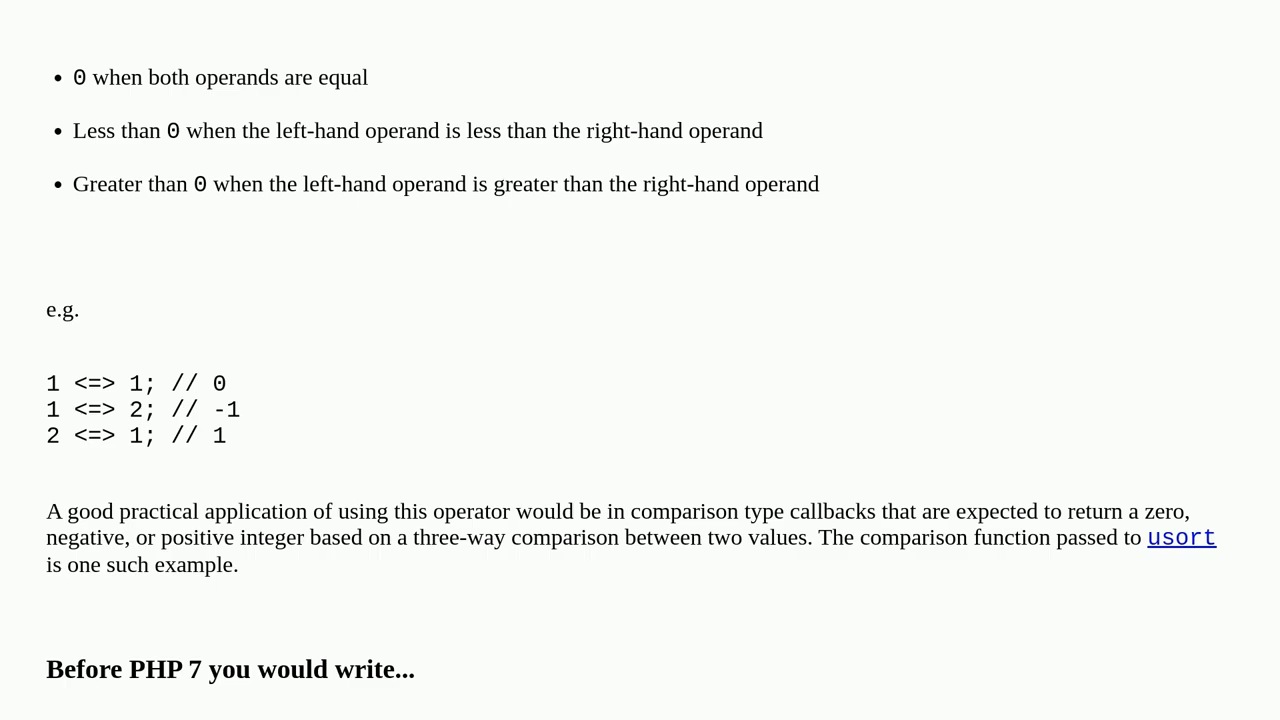 • 0 when both operands are equal
• Less than 0 when the left-hand operand is less than the right-hand operand
• Greater than 0 when the left-hand operand is greater than the right-hand operand
e.g.
1 <=> 1; // 0
1 <=> 2; // -1
2 <=> 1; // 1
A good practical application of using this operator would be in comparison type callbacks that are expected to return a zero,
negative, or positive integer based on a three-way comparison between two values. The comparison function passed to usort
is one such example.
Before PHP 7 you would write...